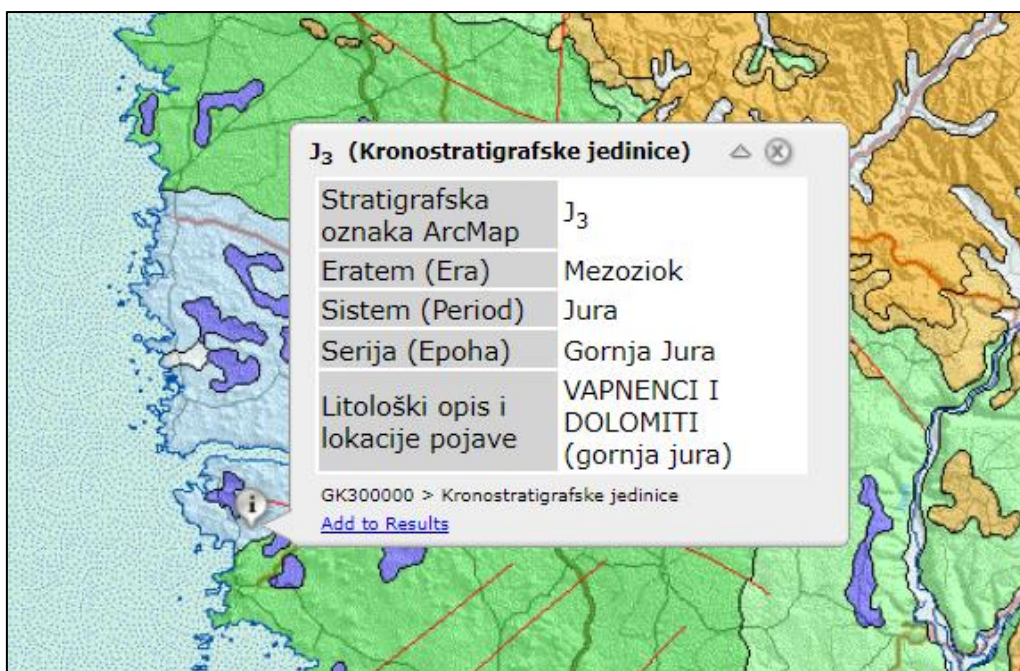 J₃ (Kronostratigrafske jedinice)
Stratigrafska
oznaka ArcMap
J₃
Eratem (Era)
Mezoziok
Sistem (Period)
Jura
Serija (Epoha)
Gornja Jura
Litološki opis i
lokacije pojave
VAPNENCI I
DOLOMITI
(gornja jura)
GK300000 > Kronostratigrafske jedinice
Add to Results